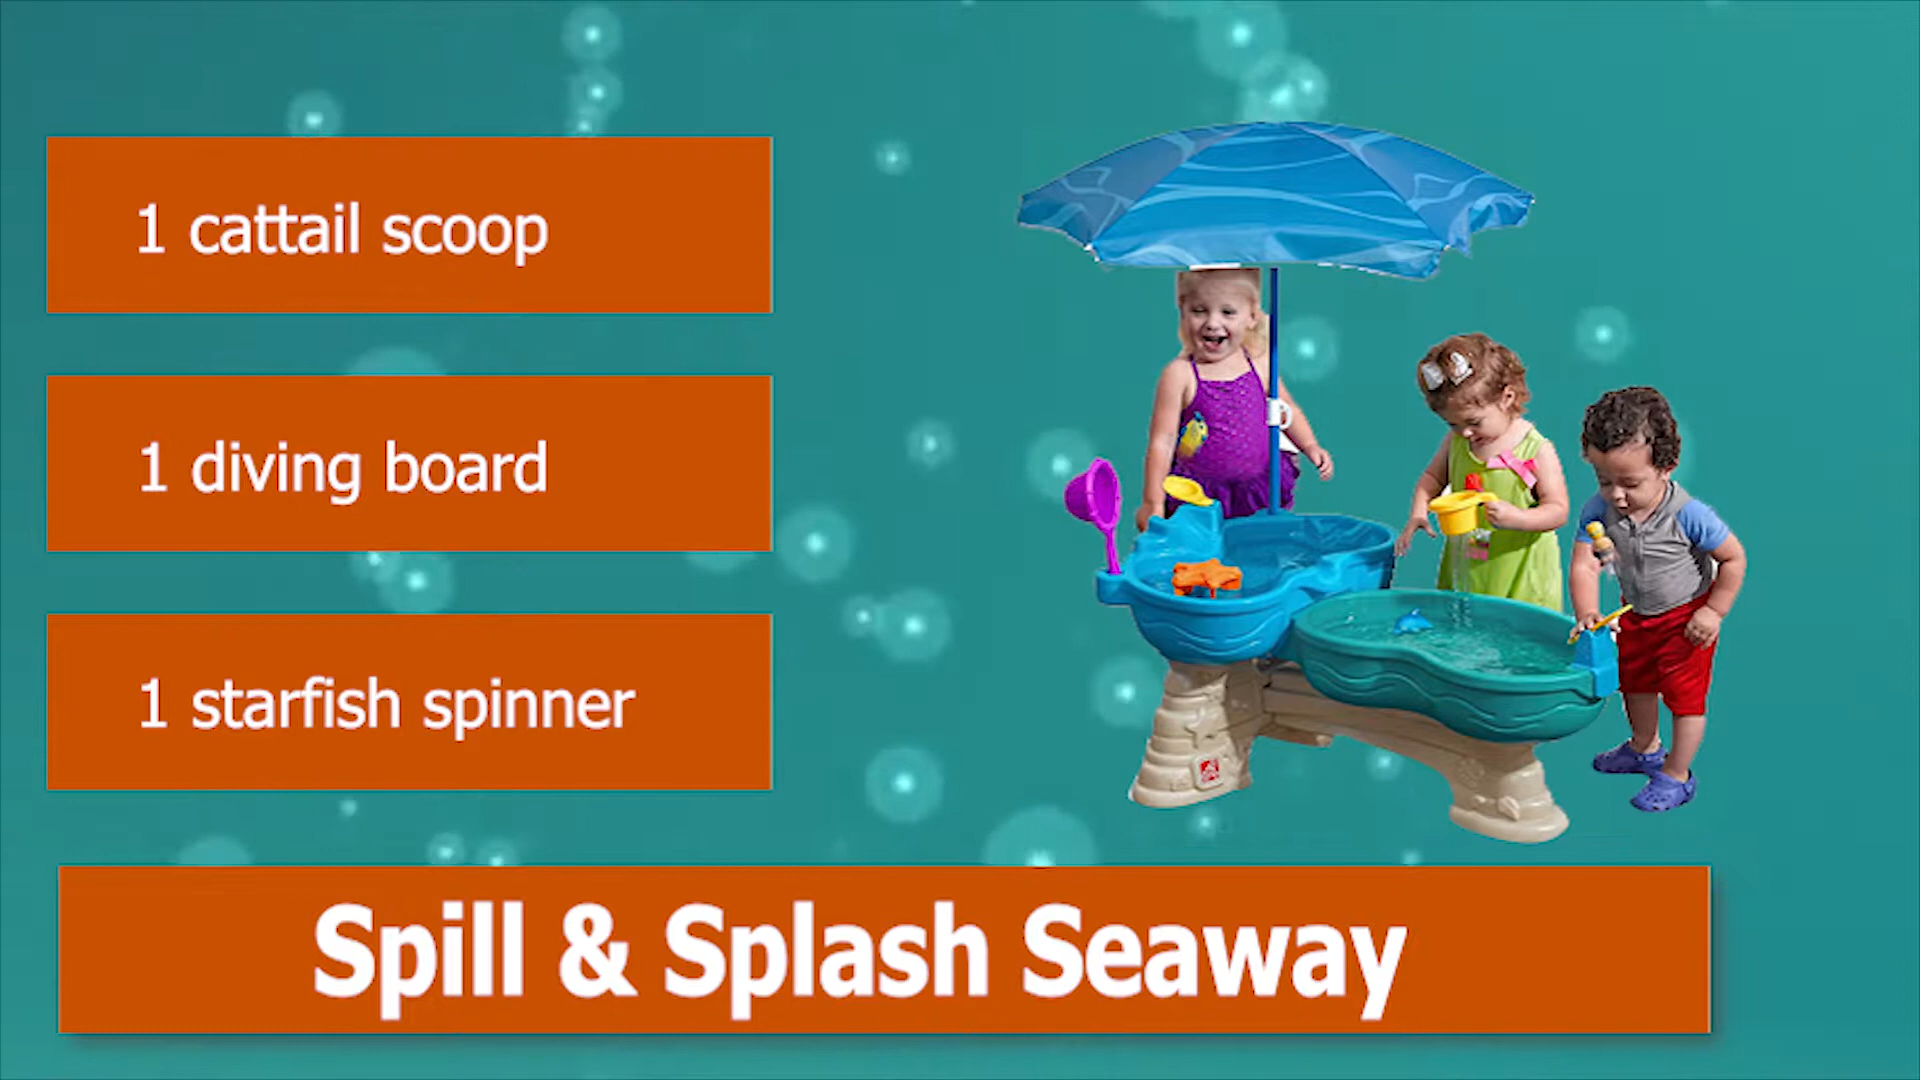 1 cattail scoop
1 diving board
1 starfish spinner
Spill & Splash Seaway